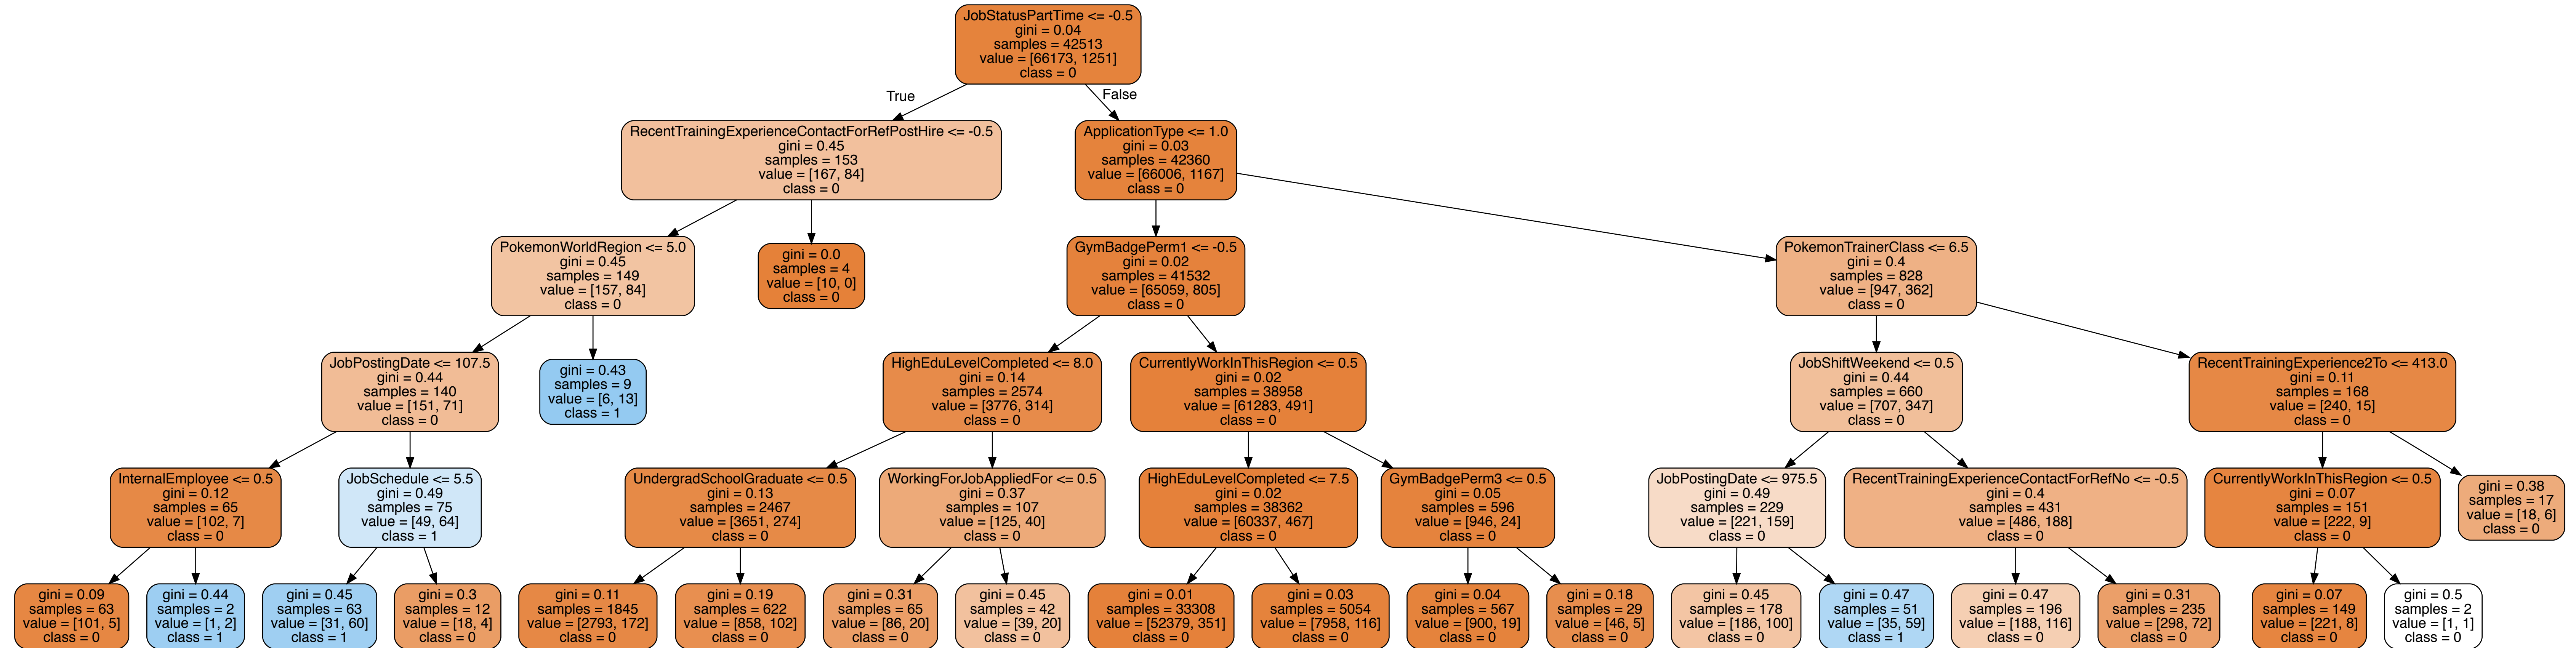 JobStatusPartTime <= -0.5
gini = 0.04
samples = 42513
value = [66173, 1251]
class = 0
True
False
RecentTrainingExperienceContactForRefPostHire <= -0.5
gini = 0.45
samples = 153
value = [167, 84]
class = 0
ApplicationType <= 1.0
gini = 0.03
samples = 42360
value = [66006, 1167]
class = 0
PokemonWorldRegion <= 5.0
gini = 0.45
samples = 149
value = [157, 84]
class = 0
gini = 0.0
samples = 4
value = [10, 0]
class = 0
GymBadgePerm1 <= -0.5
gini = 0.02
samples = 41532
value = [65059, 805]
class = 0
PokemonTrainerClass <= 6.5
gini = 0.4
samples = 828
value = [947, 362]
class = 0
JobPostingDate <= 107.5
gini = 0.44
samples = 140
value = [151, 71]
class = 0
gini = 0.43
samples = 9
value = [6, 13]
class = 1
HighEduLevelCompleted <= 8.0
gini = 0.14
samples = 2574
value = [3776, 314]
class = 0
CurrentlyWorkInThisRegion <= 0.5
gini = 0.02
samples = 38958
value = [61283, 491]
class = 0
JobShiftWeekend <= 0.5
gini = 0.44
samples = 660
value = [707, 347]
class = 0
RecentTrainingExperience2To <= 413.0
gini = 0.11
samples = 168
value = [240, 15]
class = 0
InternalEmployee <= 0.5
gini = 0.12
samples = 65
value = [102, 7]
class = 0
JobSchedule <= 5.5
gini = 0.49
samples = 75
value = [49, 64]
class = 1
UndergradSchoolGraduate <= 0.5
gini = 0.13
samples = 2467
value = [3651, 274]
class = 0
WorkingForJobAppliedFor <= 0.5
gini = 0.37
samples = 107
value = [125, 40]
class = 0
HighEduLevelCompleted <= 7.5
gini = 0.02
samples = 38362
value = [60337, 467]
class = 0
GymBadgePerm3 <= 0.5
gini = 0.05
samples = 596
value = [946, 24]
class = 0
JobPostingDate <= 975.5
gini = 0.49
samples = 229
value = [221, 159]
class = 0
RecentTrainingExperienceContactForRefNo <= -0.5
gini = 0.4
samples = 431
value = [486, 188]
class = 0
CurrentlyWorkInThisRegion <= 0.5
gini = 0.07
samples = 151
value = [222, 9]
class = 0
gini = 0.38
samples = 17
value = [18, 6]
class = 0
gini = 0.09
samples = 63
value = [101, 5]
class = 0
gini = 0.44
samples = 2
value = [1, 2]
class = 1
gini = 0.45
samples = 63
value = [31, 60]
class = 1
gini = 0.3
samples = 12
value = [18, 4]
class = 0
gini = 0.11
samples = 1845
value = [2793, 172]
class = 0
gini = 0.19
samples = 622
value = [858, 102]
class = 0
gini = 0.31
samples = 65
value = [86, 20]
class = 0
gini = 0.45
samples = 42
value = [39, 20]
class = 0
gini = 0.01
samples = 33308
value = [52379, 351]
class = 0
gini = 0.03
samples = 5054
value = [7958, 116]
class = 0
gini = 0.04
samples = 567
value = [900, 19]
class = 0
gini = 0.18
samples = 29
value = [46, 5]
class = 0
gini = 0.45
samples = 178
value = [186, 100]
class = 0
gini = 0.47
samples = 51
value = [35, 59]
class = 1
gini = 0.47
samples = 196
value = [188, 116]
class = 0
gini = 0.31
samples = 235
value = [298, 72]
class = 0
gini = 0.07
samples = 149
value = [221, 8]
class = 0
gini = 0.5
samples = 2
value = [1, 1]
class = 0